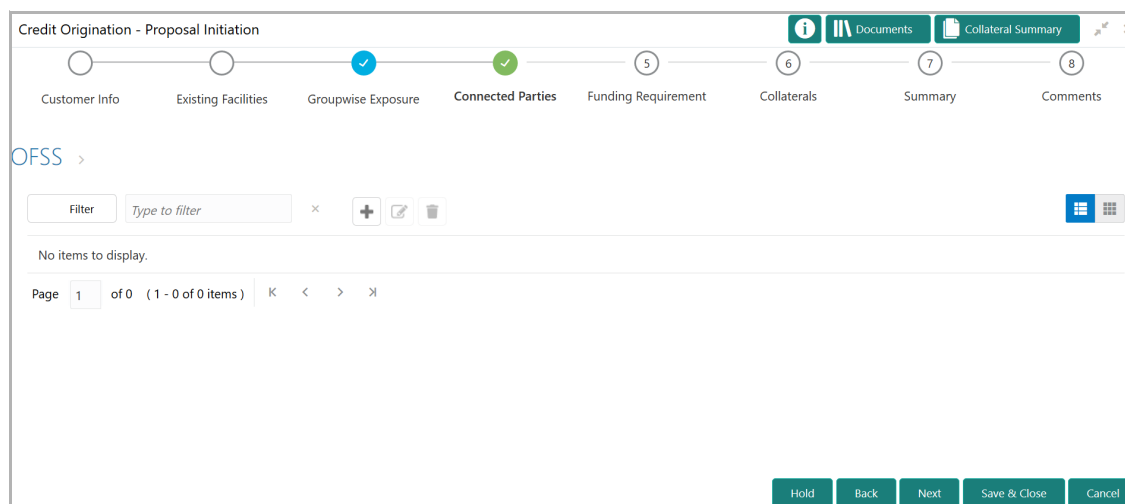 Credit Origination - Proposal Initiation
Documents
Collateral Summary
5 6 7 8
Customer Info Existing Facilities Groupwise Exposure Connected Parties Funding Requirement Collaterals Summary Comments
OFSS >
Filter Type to filter
No items to display.
Page 1 of 0 ( 1 - 0 of 0 items )
Hold Back Next Save & Close Cancel